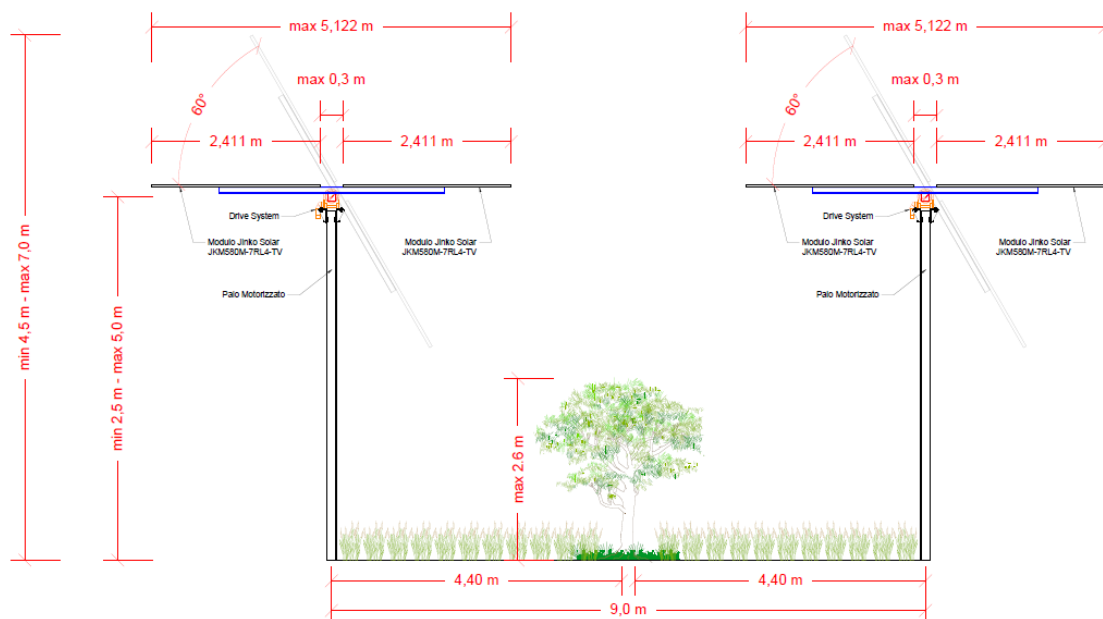 max 5,122 m
max 5,122 m
max 0,3 m
max 0,3 m
60°
60°
2,411 m
2,411 m
2,411 m
2,411 m
Drive System
Drive System
Modulo Jinko Solar
JKM580M-7RL4-TV
Modulo Jinko Solar
JKM580M-7RL4-TV
Modulo Jinko Solar
JKM580M-7RL4-TV
Modulo Jinko Solar
JKM580M-7RL4-TV
Palo Motorizzato
Palo Motorizzato
min 4,5 m - max 7,0 m
min 2,5 m - max 5,0 m
max 2.6 m
4,40 m
4,40 m
9,0 m